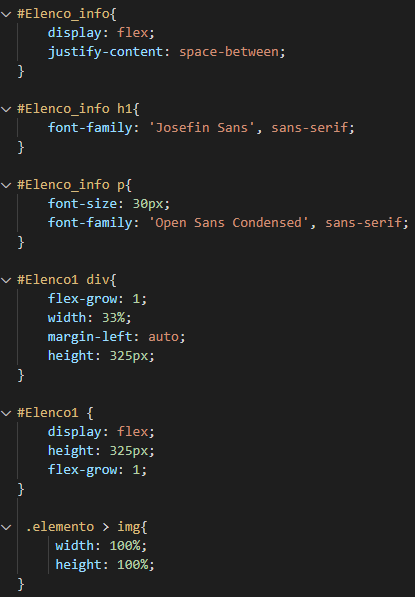 #Elenco_info{
display: flex;
justify-content: space-between;
}
#Elenco_info h1{
font-family: 'Josefin Sans', sans-serif;
}
#Elenco_info p{
font-size: 30px;
font-family: 'Open Sans Condensed', sans-serif;
}
#Elenco1 div{
flex-grow: 1;
width: 33%;
margin-left: auto;
height: 325px;
}
#Elenco1 {
display: flex;
height: 325px;
flex-grow: 1;
}
.elemento > img{
width: 100%;
height: 100%;
}